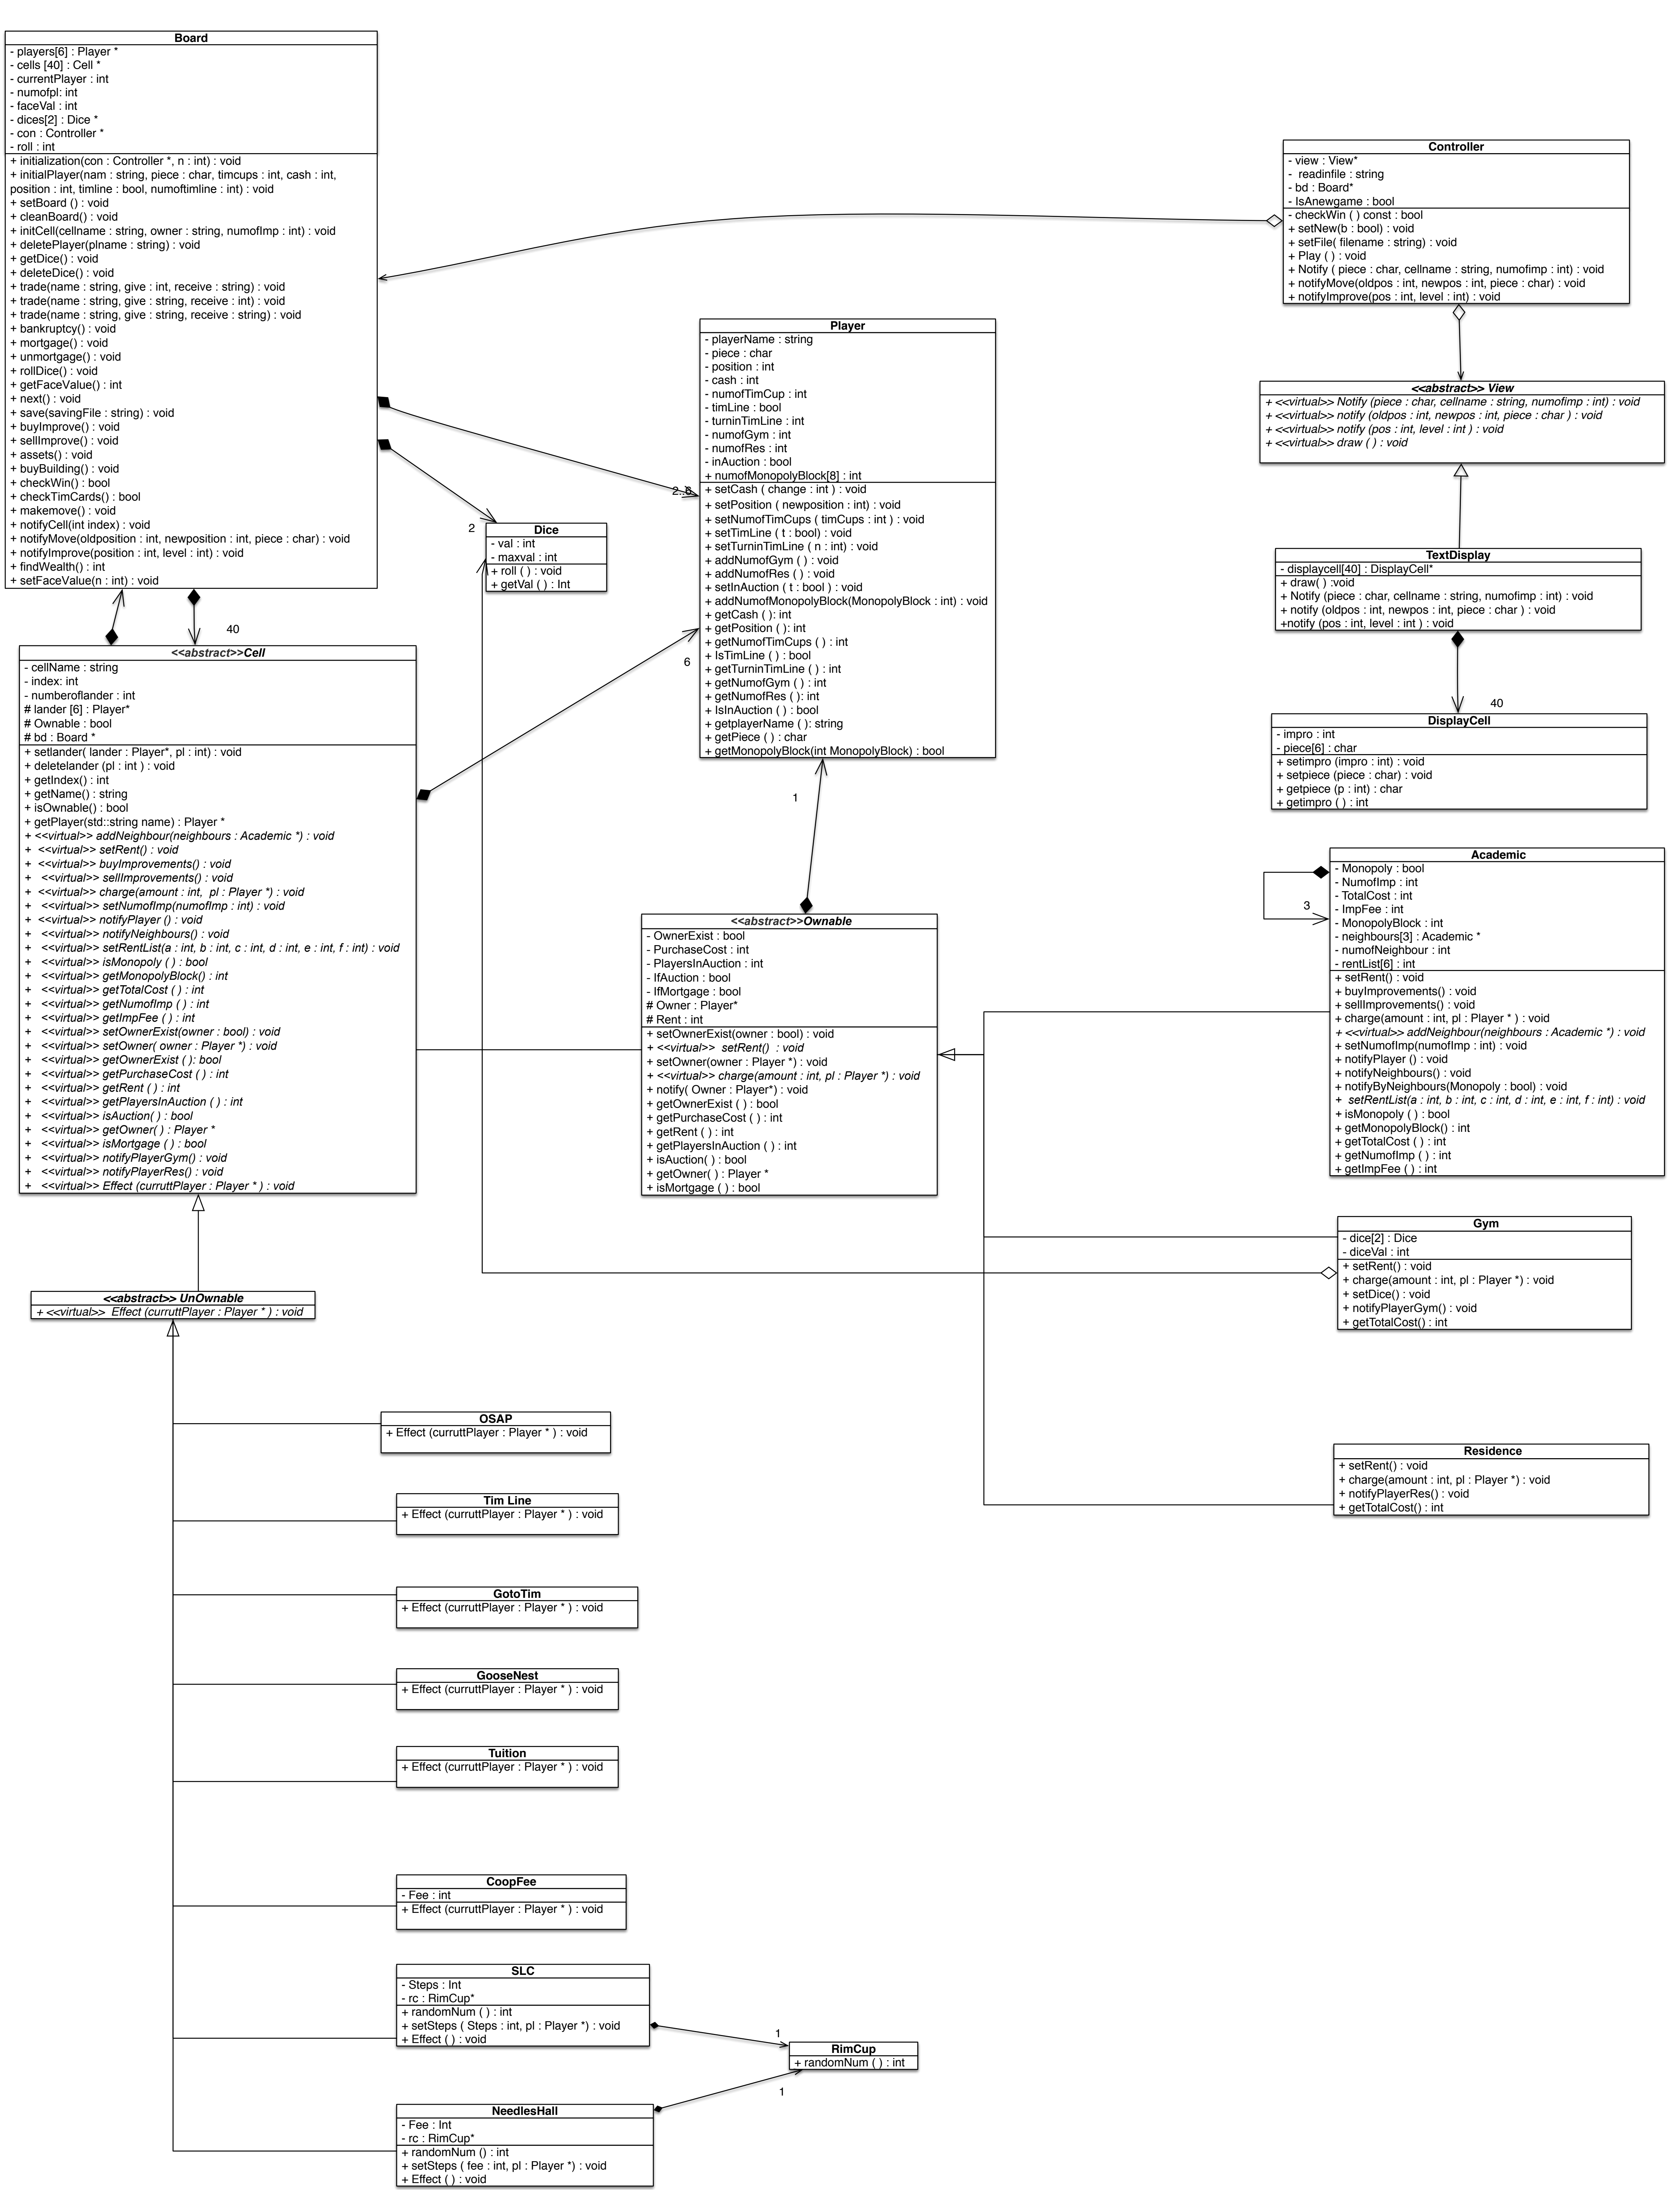 Board
- players[6] : Player *
- cells [40] : Cell *
- currentPlayer : int
- numofpl: int
- faceVal : int
- dices[2] : Dice *
- con : Controller *
- roll : int
+ initialization(con : Controller *, n : int) : void
+ initialPlayer(nam : string, piece : char, timcups : int, cash : int,
position : int, timline : bool, numoftimline : int) : void
+ setBoard () : void
+ cleanBoard() : void
+ initCell(cellname : string, owner : string, numofImp : int) : void
+ deletePlayer(plname : string) : void
+ getDice() : void
+ deleteDice() : void
+ trade(name : string, give : int, receive : string) : void
+ trade(name : string, give : string, receive : int) : void
+ trade(name : string, give : string, receive : string) : void
+ bankruptcy() : void
+ mortgage() : void
+ unmortgage() : void
+ rollDice() : void
+ getFaceValue() : int
+ next() : void
+ save(savingFile : string) : void
+ buyImprove() : void
+ sellImprove() : void
+ assets() : void
+ buyBuilding() : void
+ checkWin() : bool
+ checkTimCards() : bool
+ makemove() : void
+ notifyCell(int index) : void
+ notifyMove(oldposition : int, newposition : int, piece : char) : void
+ notifyImprove(position : int, level : int) : void
+ findWealth() : int
+ setFaceValue(n : int) : void
Controller
- view : View*
-  readinfile : string
- bd : Board*
- IsAnewgame : bool
- checkWin ( ) const : bool
+ setNew(b : bool) : void
+ setFile( filename : string) : void
+ Play ( ) : void
+ Notify ( piece : char, cellname : string, numofimp : int) : void
+ notifyMove(oldpos : int, newpos : int, piece : char) : void
+ notifyImprove(pos : int, level : int) : void
Player
- playerName : string
- piece : char
- position : int
- cash : int
- numofTimCup : int
- timLine : bool
- turninTimLine : int
- numofGym : int
- numofRes : int
- inAuction : bool
+ numofMonopolyBlock[8] : int
+ setCash ( change : int ) : void
+ setPosition ( newposition : int) : void
+ setNumofTimCups ( timCups : int ) : void
+ setTimLine ( t : bool) : void
+ setTurninTimLine ( n : int) : void
+ addNumofGym ( ) : void
+ addNumofRes ( ) : void
+ setInAuction ( t : bool ) : void
+ addNumofMonopolyBlock(MonopolyBlock : int) : void
+ getCash ( ): int
+ getPosition ( ): int
+ getNumofTimCups ( ) : int
+ IsTimLine ( ) : bool
+ getTurninTimLine ( ) : int
+ getNumofGym ( ) : int
+ getNumofRes ( ): int
+ IsInAuction ( ) : bool
+ getplayerName ( ): string
+ getPiece ( ) : char
+ getMonopolyBlock(int MonopolyBlock) : bool
<<abstract>> View
+ <<virtual>> Notify (piece : char, cellname : string, numofimp : int) : void
+ <<virtual>> notify (oldpos : int, newpos : int, piece : char ) : void
+ <<virtual>> notify (pos : int, level : int ) : void
+ <<virtual>> draw ( ) : void
2..6
2
Dice
- val : int
- maxval : int
+ roll ( ) : void
+ getVal ( ) : Int
TextDisplay
- displaycell[40] : DisplayCell*
+ draw( ) :void
+ Notify (piece : char, cellname : string, numofimp : int) : void
+ notify (oldpos : int, newpos : int, piece : char ) : void
+notify (pos : int, level : int ) : void
40
<<abstract>>Cell
- cellName : string
- index: int
- numberoflander : int
# lander [6] : Player*
# Ownable : bool
# bd : Board *
+ setlander( lander : Player*, pl : int) : void
+ deletelander (pl : int ) : void
+ getIndex() : int
+ getName() : string
+ isOwnable() : bool
+ getPlayer(std::string name) : Player *
+ <<virtual>> addNeighbour(neighbours : Academic *) : void
+  <<virtual>> setRent() : void
+   <<virtual>> buyImprovements() : void
+   <<virtual>> sellImprovements() : void
+   <<virtual>> charge(amount : int,  pl : Player *) : void
+   <<virtual>> setNumofImp(numofImp : int) : void
+  <<virtual>> notifyPlayer () : void
+   <<virtual>> notifyNeighbours() : void
+   <<virtual>> setRentList(a : int, b : int, c : int, d : int, e : int, f : int) : void
+   <<virtual>> isMonopoly ( ) : bool
+   <<virtual>> getMonopolyBlock() : int
+   <<virtual>> getTotalCost ( ) : int
+   <<virtual>> getNumofImp ( ) : int
+   <<virtual>> getImpFee ( ) : int
+   <<virtual>> setOwnerExist(owner : bool) : void
+   <<virtual>> setOwner( owner : Player *) : void
+   <<virtual>> getOwnerExist ( ): bool
+   <<virtual>> getPurchaseCost ( ) : int
+   <<virtual>> getRent ( ) : int
+   <<virtual>> getPlayersInAuction ( ) : int
+   <<virtual>> isAuction( ) : bool
+   <<virtual>> getOwner( ) : Player *
+   <<virtual>> isMortgage ( ) : bool
+   <<virtual>> notifyPlayerGym() : void
+   <<virtual>> notifyPlayerRes() : void
+   <<virtual>> Effect (curruttPlayer : Player * ) : void
6
40
DisplayCell
- impro : int
- piece[6] : char
+ setimpro (impro : int) : void
+ setpiece (piece : char) : void
+ getpiece (p : int) : char
+ getimpro ( ) : int
1
Academic
- Monopoly : bool
- NumofImp : int
- TotalCost : int
- ImpFee : int
- MonopolyBlock : int
- neighbours[3] : Academic *
- numofNeighbour : int
- rentList[6] : int
+ setRent() : void
+ buyImprovements() : void
+ sellImprovements() : void
+ charge(amount : int, pl : Player * ) : void
+ <<virtual>> addNeighbour(neighbours : Academic *) : void
+ setNumofImp(numofImp : int) : void
+ notifyPlayer () : void
+ notifyNeighbours() : void
+ notifyByNeighbours(Monopoly : bool) : void
+  setRentList(a : int, b : int, c : int, d : int, e : int, f : int) : void
+ isMonopoly ( ) : bool
+ getMonopolyBlock() : int
+ getTotalCost ( ) : int
+ getNumofImp ( ) : int
+ getImpFee ( ) : int
3
<<abstract>>Ownable
- OwnerExist : bool
- PurchaseCost : int
- PlayersInAuction : int
- IfAuction : bool
- IfMortgage : bool
# Owner : Player*
# Rent : int
+ setOwnerExist(owner : bool) : void
+ <<virtual>>  setRent()  : void
+ setOwner(owner : Player *) : void
+ <<virtual>> charge(amount : int, pl : Player *) : void
+ notify( Owner : Player*) : void
+ getOwnerExist ( ) : bool
+ getPurchaseCost ( ) : int
+ getRent ( ) : int
+ getPlayersInAuction ( ) : int
+ isAuction( ) : bool
+ getOwner( ) : Player *
+ isMortgage ( ) : bool
Gym
- dice[2] : Dice
- diceVal : int
+ setRent() : void
+ charge(amount : int, pl : Player *) : void
+ setDice() : void
+ notifyPlayerGym() : void
+ getTotalCost() : int
<<abstract>> UnOwnable
+ <<virtual>>  Effect (curruttPlayer : Player * ) : void
OSAP
+ Effect (curruttPlayer : Player * ) : void
Residence
+ setRent() : void
+ charge(amount : int, pl : Player *) : void
+ notifyPlayerRes() : void
+ getTotalCost() : int
Tim Line
+ Effect (curruttPlayer : Player * ) : void
GotoTim
+ Effect (curruttPlayer : Player * ) : void
GooseNest
+ Effect (curruttPlayer : Player * ) : void
Tuition
+ Effect (curruttPlayer : Player * ) : void
CoopFee
- Fee : int
+ Effect (curruttPlayer : Player * ) : void
SLC
- Steps : Int
- rc : RimCup*
+ randomNum ( ) : int
+ setSteps ( Steps : int, pl : Player *) : void
+ Effect ( ) : void
1
RimCup
+ randomNum ( ) : int
1
NeedlesHall
- Fee : Int
- rc : RimCup*
+ randomNum () : int
+ setSteps ( fee : int, pl : Player *) : void
+ Effect ( ) : void